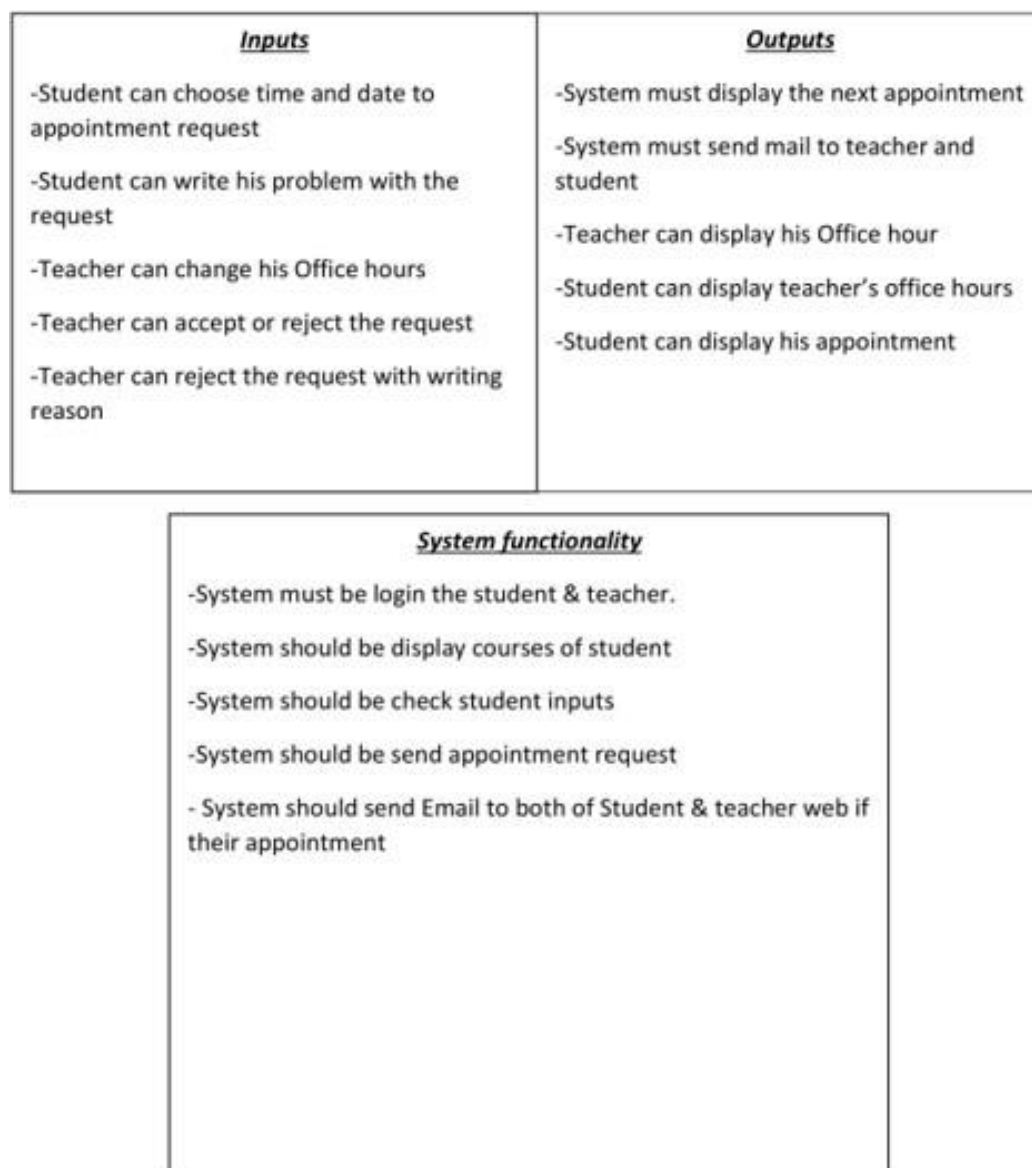 Inputs
-Student can choose time and date to
appointment request
-Student can write his problem with the
request
-Teacher can change his Office hours
-Teacher can accept or reject the request
-Teacher can reject the request with writing
reason
Outputs
-System must display the next appointment
-System must send mail to teacher and
student
-Teacher can display his Office hour
-Student can display teacher’s office hours
-Student can display his appointment
System functionality
-System must be login the student & teacher.
-System should be display courses of student
-System should be check student inputs
-System should be send appointment request
- System should send Email to both of Student & teacher web if
their appointment